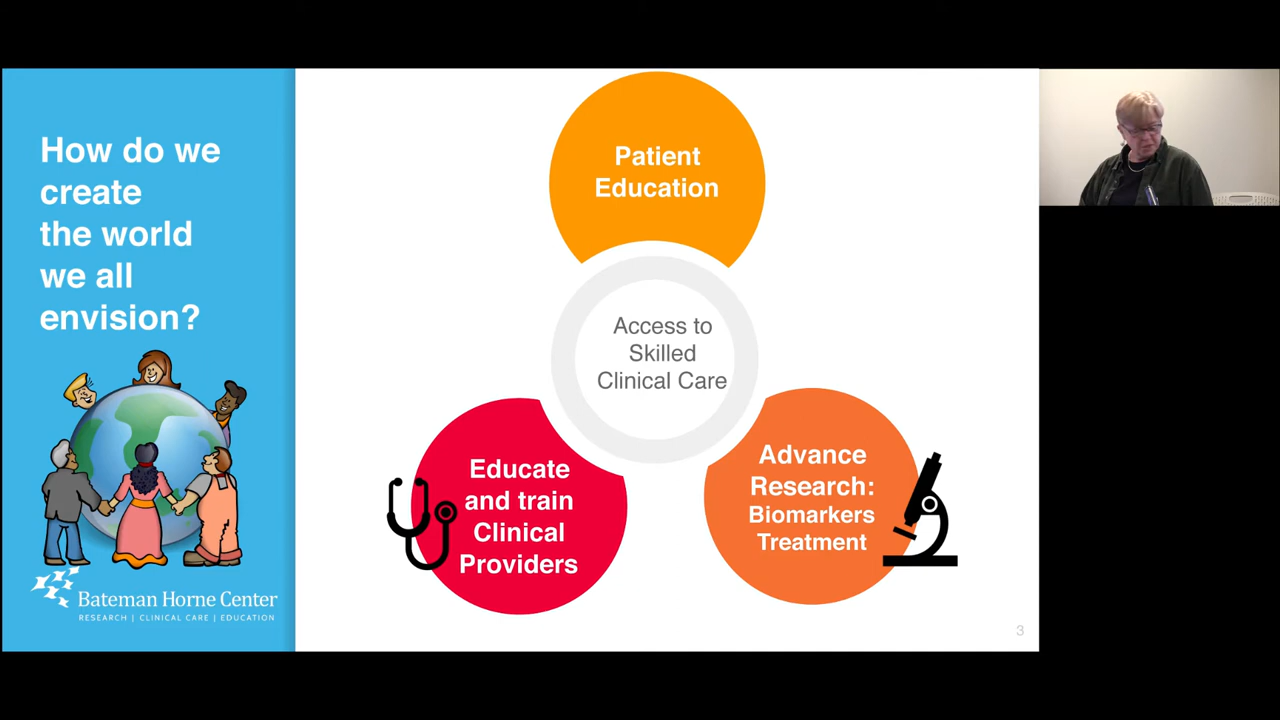 How do we
create
the world
we all
envision?
Bateman Horne Center
RESEARCH | CLINICAL CARE | EDUCATION
Patient
Education
Access to
Skilled
Clinical Care
Educate
and train
Clinical
Providers
Advance
Research:
Biomarkers
Treatment
3